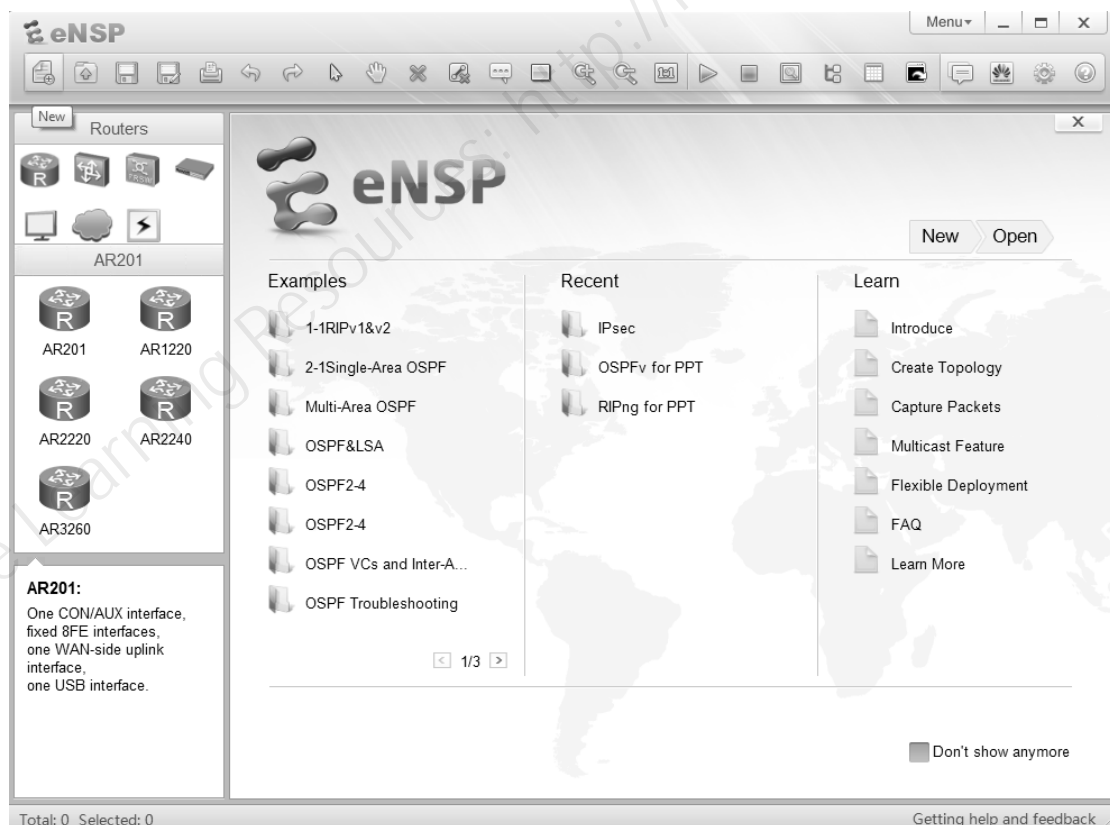 eNSP
Menu
New
Routers
R
TRSW
AR201
R
R
AR201
AR1220
R
R
AR2220
AR2240
R
AR3260
AR201:
One CON/AUX interface,
fixed 8FE interfaces,
one WAN-side uplink
interface,
one USB interface.
eNSP
New
Open
Examples
1-1RIPv1&v2
2-1Single-Area OSPF
Multi-Area OSPF
OSPF&LSA
OSPF2-4
OSPF2-4
OSPF VCs and Inter-A...
OSPF Troubleshooting
1/3
Recent
IPsec
OSPFv for PPT
RIPng for PPT
Learn
Introduce
Create Topology
Capture Packets
Multicast Feature
Flexible Deployment
FAQ
Learn More
Don't show anymore
Total: 0 Selected: 0
Getting help and feedback
Learning Resources: http://